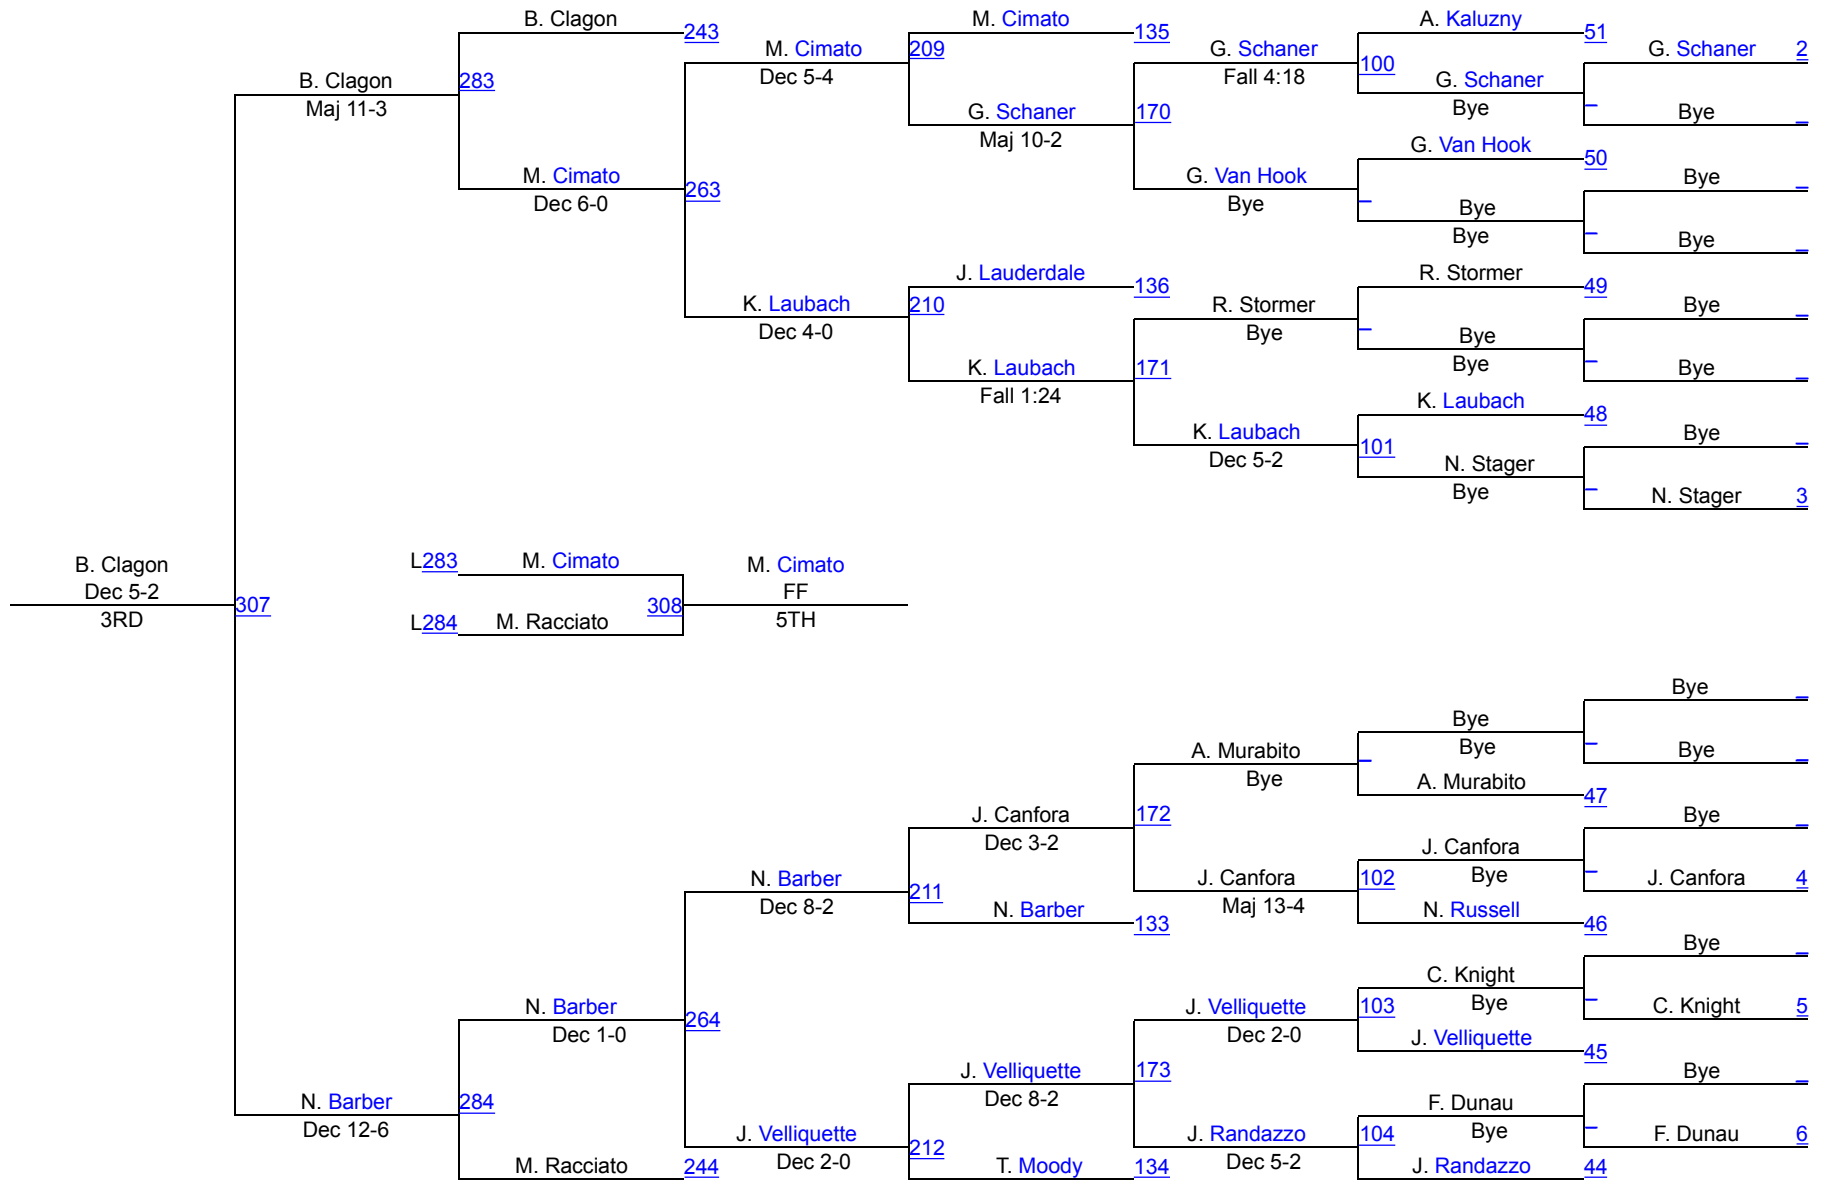 B. Clagon
243
M. Cimato
135
A. Kaluzny
51
M. Cimato
209
G. Schaner
G. Schaner
2
Dec 5-4
Fall 4:18
100
B. Clagon
283
G. Schaner
Maj 11-3
G. Schaner
170
Bye
Bye
Maj 10-2
G. Van Hook
50
M. Cimato
263
G. Van Hook
Bye
Dec 6-0
Bye
Bye
Bye
Bye
J. Lauderdale
136
R. Stormer
49
K. Laubach
210
R. Stormer
Bye
Dec 4-0
Bye
Bye
K. Laubach
171
Bye
Bye
Fall 1:24
K. Laubach
48
K. Laubach
101
Bye
Dec 5-2
N. Stager
Bye
N. Stager
3
B. Clagon
L283
M. Cimato
M. Cimato
Dec 5-2
FF
307
308
3RD
L284
M. Racciato
5TH
Bye
Bye
A. Murabito
Bye
Bye
Bye
A. Murabito
47
J. Canfora
172
Bye
Dec 3-2
J. Canfora
N. Barber
J. Canfora
102
Bye
J. Canfora
4
Dec 8-2
211
Maj 13-4
N. Barber
133
N. Russell
46
Bye
C. Knight
N. Barber
264
J. Velliquette
103
Bye
C. Knight
5
Dec 1-0
Dec 2-0
J. Velliquette
45
J. Velliquette
173
Bye
Dec 8-2
N. Barber
284
F. Dunau
Dec 12-6
J. Velliquette
212
J. Randazzo
104
Bye
F. Dunau
6
Dec 2-0
Dec 5-2
M. Racciato
244
T. Moody
134
J. Randazzo
44